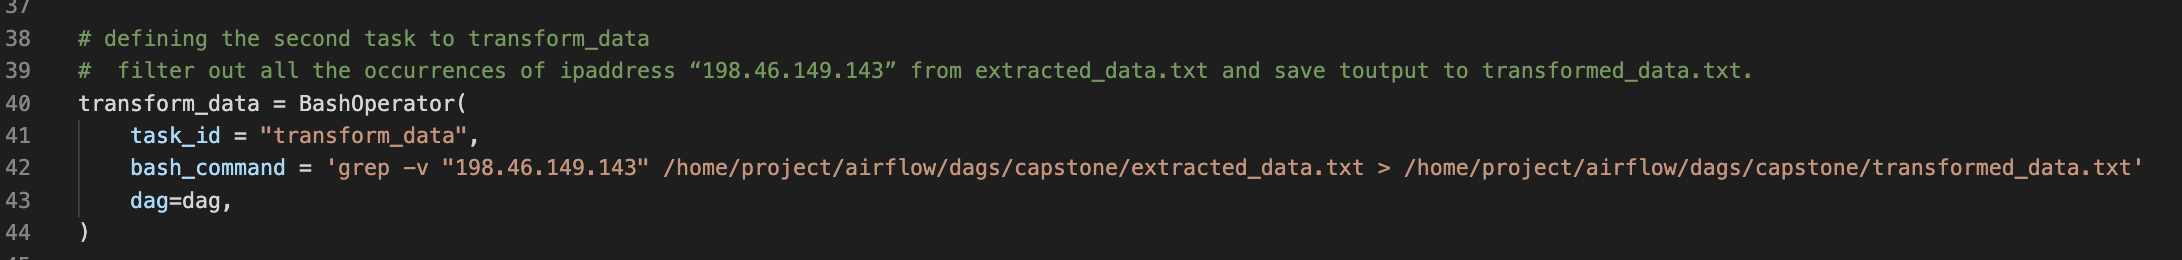 37
38 # defining the second task to transform_data
39 #  filter out all the occurrences of ipaddress “198.46.149.143” from extracted_data.txt and save toutput to transformed_data.txt.
40 transform_data = BashOperator(
41     task_id = "transform_data",
42     bash_command = 'grep -v "198.46.149.143" /home/project/airflow/dags/capstone/extracted_data.txt > /home/project/airflow/dags/capstone/transformed_data.txt'
43     dag=dag,
44 )